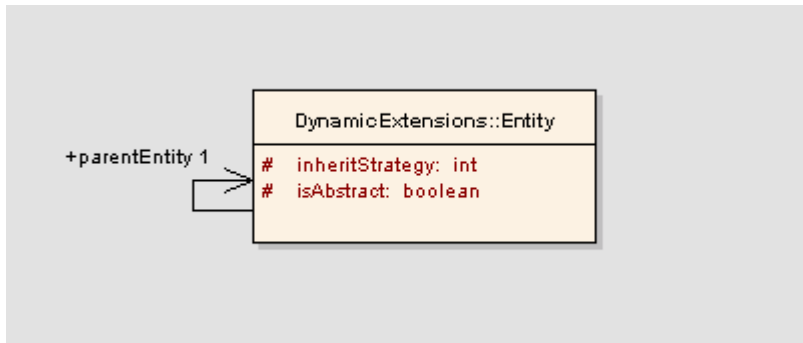 DynamicExtensions::Entity
+parentEntity 1
# inheritStrategy: int
# isAbstract: boolean